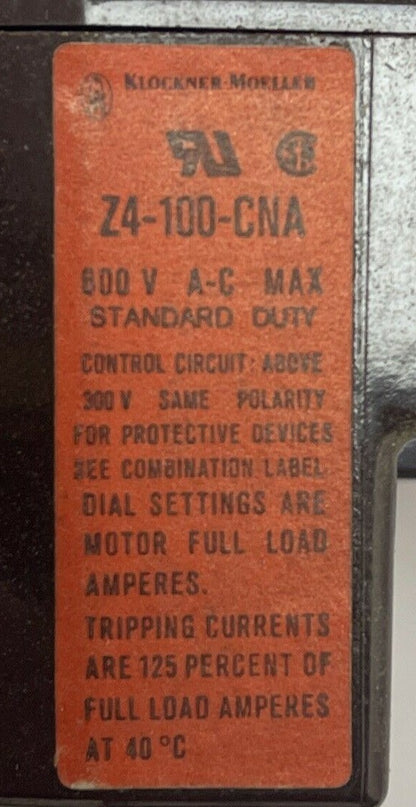 KLOCKNER-MOELLER
Z4-100-CNA
600 V A-C MAX
STANDARD DUTY
CONTROL CIRCUIT: ABOVE
300 V SAME POLARITY
FOR PROTECTIVE DEVICES
SEE COMBINATION LABEL.
DIAL SETTINGS ARE
MOTOR FULL LOAD
AMPERES.
TRIPPING CURRENTS
ARE 125 PERCENT OF
FULL LOAD AMPERES
AT 40 °C